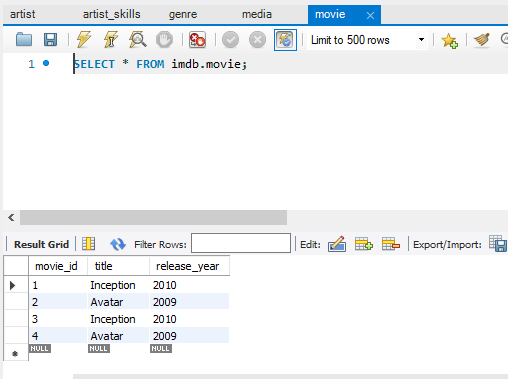 artist artist_skills genre media movie
Limit to 500 rows
1 SELECT * FROM imdb.movie;
Result Grid Filter Rows: Edit: Export/Import:
movie_id title release_year
1 Inception 2010
2 Avatar 2009
3 Inception 2010
4 Avatar 2009
NULL NULL NULL